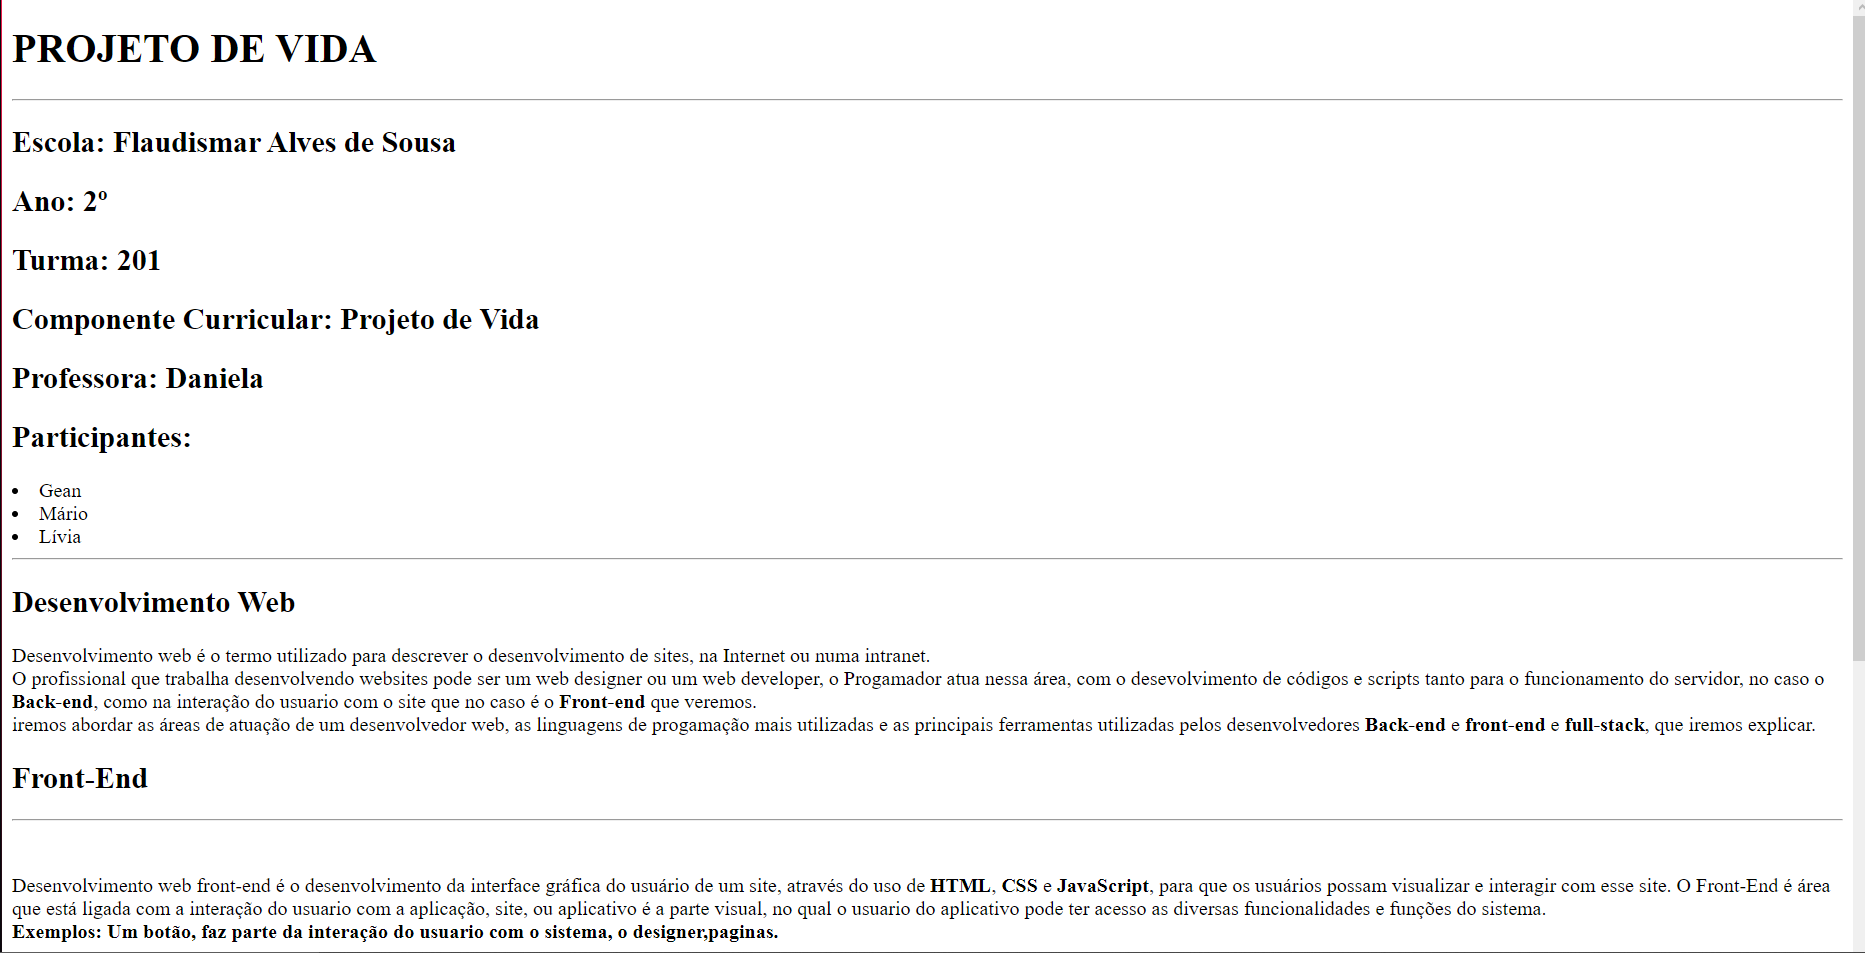 PROJETO DE VIDA
Escola: Flaudismar Alves de Sousa
Ano: 2º
Turma: 201
Componente Curricular: Projeto de Vida
Professora: Daniela
Participantes:
• Gean
• Mário
• Lívia
Desenvolvimento Web
Desenvolvimento web é o termo utilizado para descrever o desenvolvimento de sites, na Internet ou numa intranet.
O profissional que trabalha desenvolvendo websites pode ser um web designer ou um web developer, o Progamador atua nessa área, com o desevolvimento de códigos e scripts tanto para o funcionamento do servidor, no caso o
Back-end, como na interação do usuario com o site que no caso é o Front-end que veremos.
iremos abordar as áreas de atuação de um desenvolvedor web, as linguagens de progamação mais utilizadas e as principais ferramentas utilizadas pelos desenvolvedores Back-end e front-end e full-stack, que iremos explicar.
Front-End
Desenvolvimento web front-end é o desenvolvimento da interface gráfica do usuário de um site, através do uso de HTML, CSS e JavaScript, para que os usuários possam visualizar e interagir com esse site. O Front-End é área
que está ligada com a interação do usuario com a aplicação, site, ou aplicativo é a parte visual, no qual o usuario do aplicativo pode ter acesso as diversas funcionalidades e funções do sistema.
Exemplos: Um botão, faz parte da interação do usuario com o sistema, o designer,paginas.